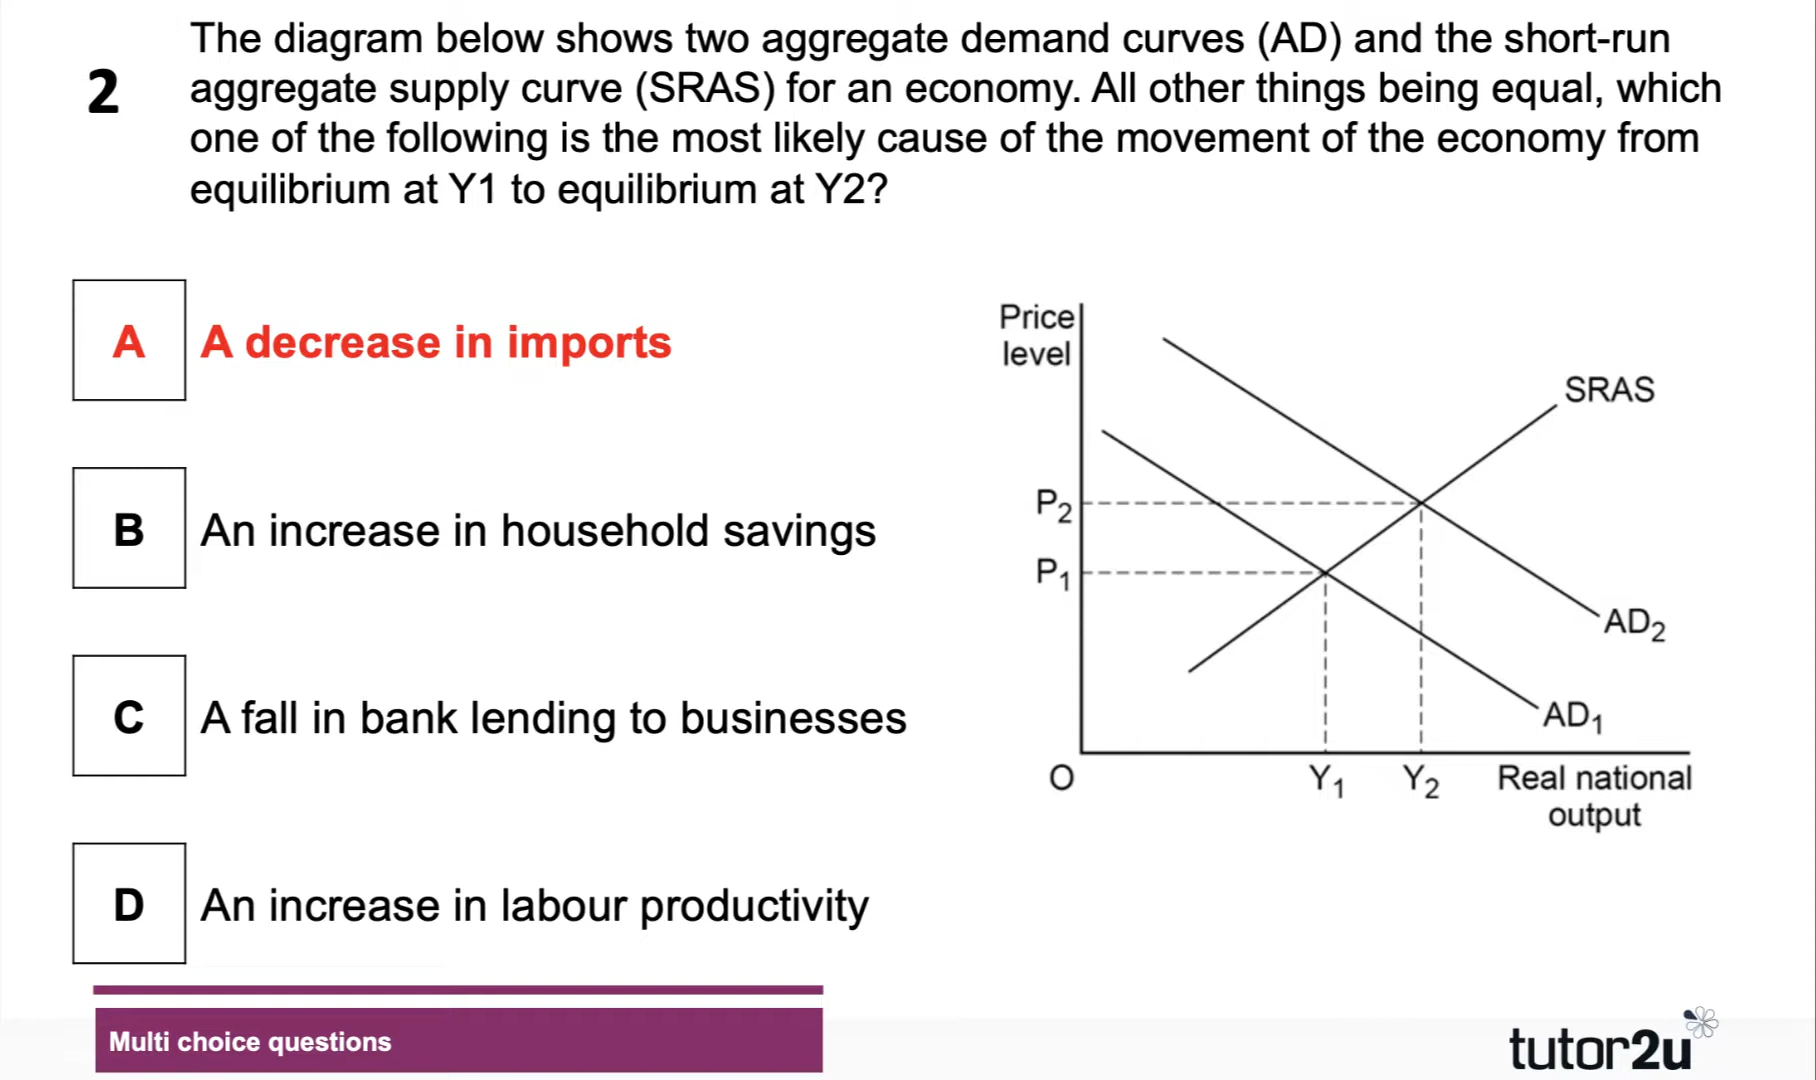 The diagram below shows two aggregate demand curves (AD) and the short-run
2
aggregate supply curve (SRAS) for an economy. All other things being equal, which
one of the following is the most likely cause of the movement of the economy from
equilibrium at Y1 to equilibrium at Y2?
A
A decrease in imports
B
An increase in household savings
C
A fall in bank lending to businesses
D
An increase in labour productivity
Price
level
SRAS
P₂
P₁
AD₂
AD₁
O
Y₁
Y₂
Real national
output
Multi choice questions
tutor2u